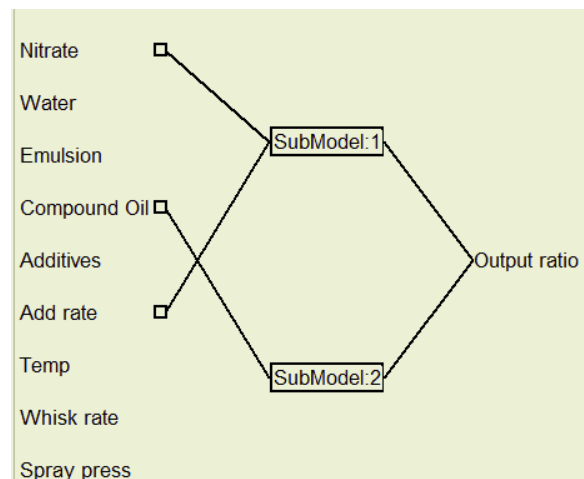 Nitrate
Water
SubModel:1
Emulsion
Compound Oil
Additives
Output ratio
Add rate
Temp
SubModel:2
Whisk rate
Spray press